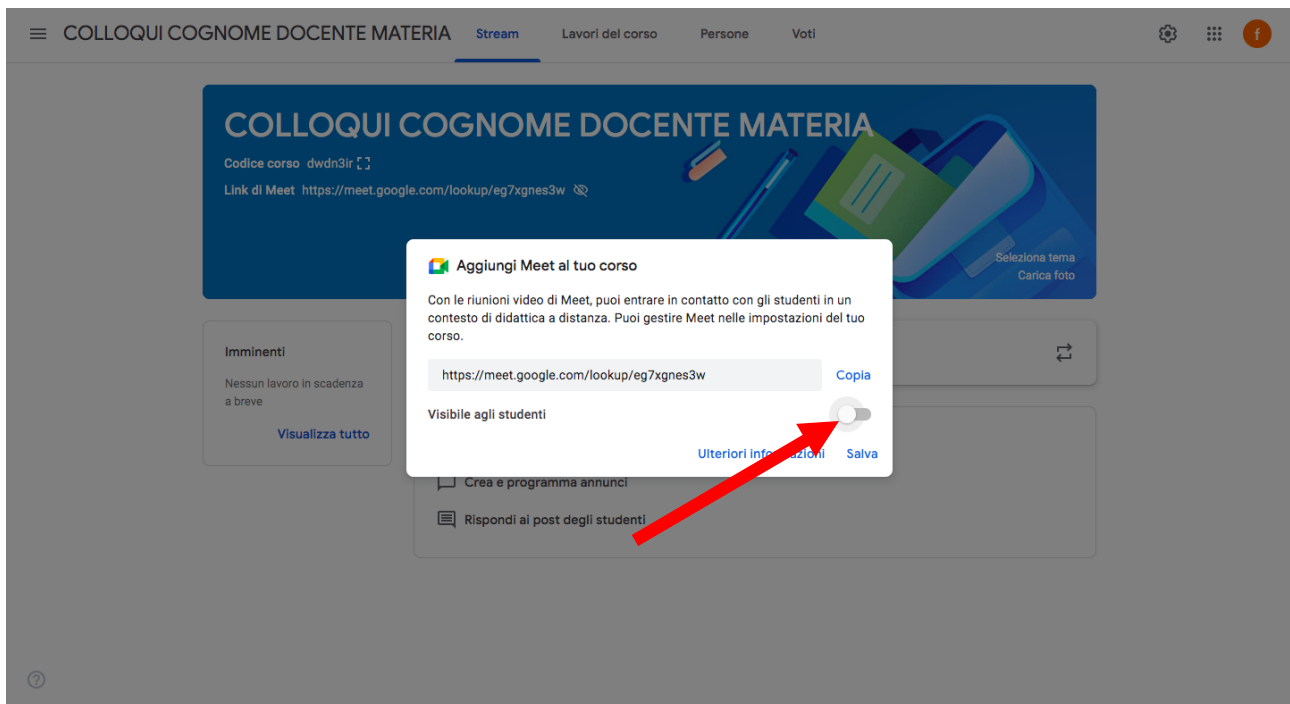 COLLOQUI COGNOME DOCENTE MATERIA Stream Lavori del corso Persone Voti f
COLLOQUI COGNOME DOCENTE MATERIA
Codice corso dwdn3ir
Link di Meet https://meet.google.com/lookup/eg7xgnes3w
Seleziona tema
Carica foto
Aggiungi Meet al tuo corso
Con le riunioni video di Meet, puoi entrare in contatto con gli studenti in un
contesto di didattica a distanza. Puoi gestire Meet nelle impostazioni del tuo
corso.
https://meet.google.com/lookup/eg7xgnes3w Copia
Visibile agli studenti
Ulteriori informazioni Salva
Imminenti
Nessun lavoro in scadenza
a breve
Visualizza tutto
Crea e programma annunci
Rispondi ai post degli studenti